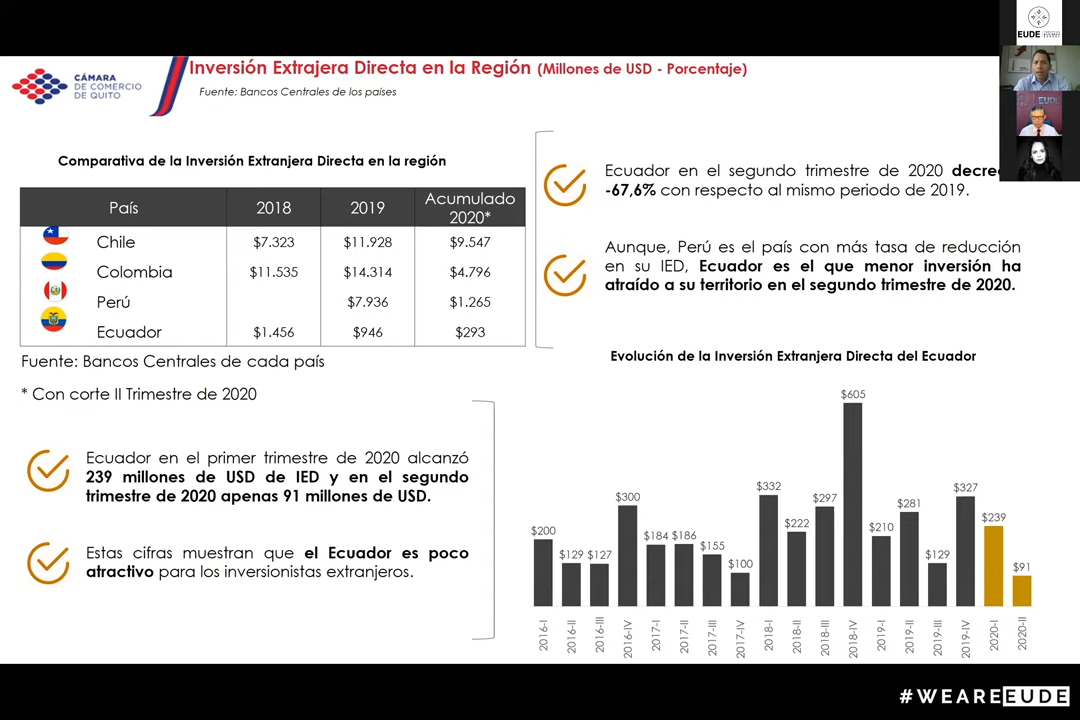 EUDE
CÁMARA
DE COMERCIO
DE QUITO
Inversión Extrajera Directa en la Región (Millones de USD - Porcentaje)
Fuente: Bancos Centrales de los países
Comparativa de la Inversión Extranjera Directa en la región
País 2018 2019 Acumulado 2020*
Chile $7.323 $11.928 $9.547
Colombia $11.535 $14.314 $4.796
Perú $7.936 $1.265
Ecuador $1.456 $946 $293
Fuente: Bancos Centrales de cada país
* Con corte II Trimestre de 2020
Ecuador en el primer trimestre de 2020 alcanzó
239 millones de USD de IED y en el segundo
trimestre de 2020 apenas 91 millones de USD.
Estas cifras muestran que el Ecuador es poco
atractivo para los inversionistas extranjeros.
Ecuador en el segundo trimestre de 2020
-67,6% con respecto al mismo periodo de 2019.
Aunque, Perú es el país con más tasa de reducción
en su IED, Ecuador es el que menor inversión ha
atraído a su territorio en el segundo trimestre de 2020.
Evolución de la Inversión Extranjera Directa del Ecuador
$200 $129 $127 $300 $184 $186 $155 $100 $332 $222 $297 $605 $210 $281 $129 $327 $239 $91
2016-I 2016-II 2016-III 2016-IV 2017-I 2017-II 2017-III 2017-IV 2018-I 2018-II 2018-III 2018-IV 2019-I 2019-II 2019-III 2019-IV 2020-I 2020-II
#WEAREEUDE